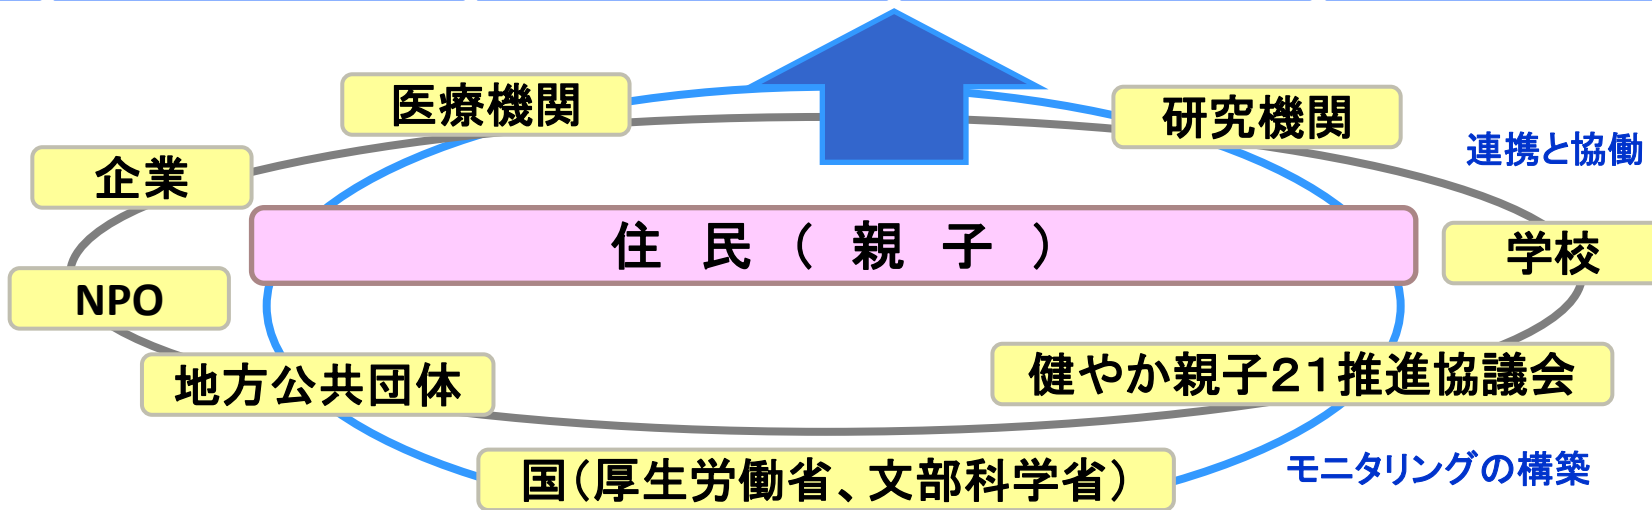 医療機関
研究機関
連携と協働
企業
住 民 ( 親 子 )
学校
NPO
地方公共団体
健やか親子21推進協議会
国(厚生労働省、文部科学省)
モニタリングの構築